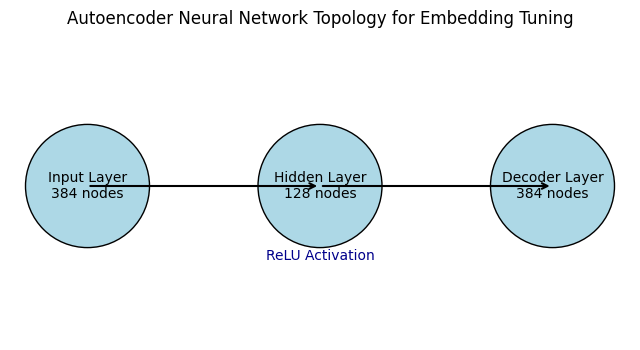 Autoencoder Neural Network Topology for Embedding Tuning
Input Layer
384 nodes
Hidden Layer
128 nodes
Decoder Layer
384 nodes
ReLU Activation